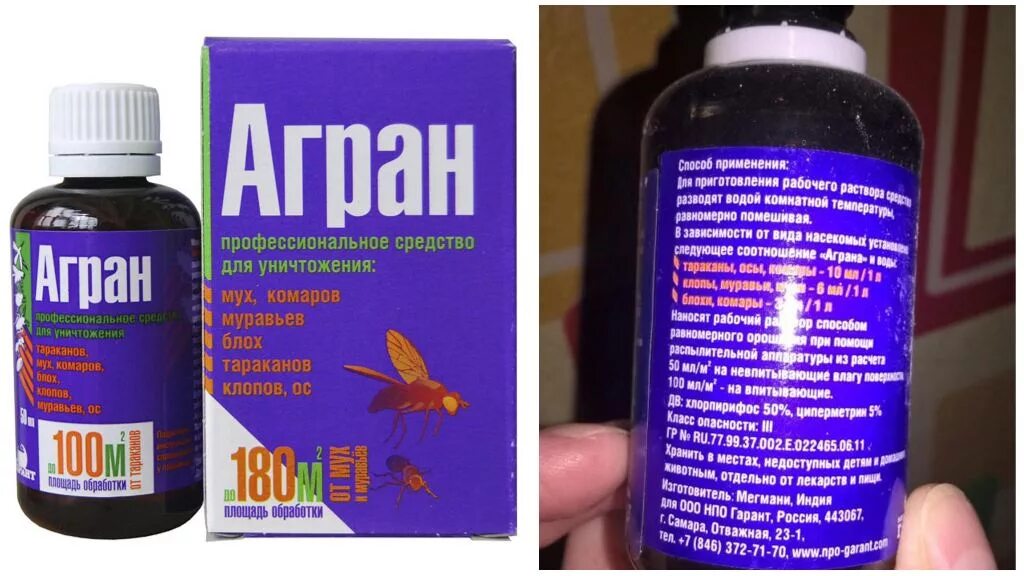 Агран
профессиональное средство
для уничтожения
тараканов,
мух, комаров,
блох,
клопов,
муравьев, ос
50 мл
до 100м2
площадь обработки
от тараканов
Агран
профессиональное средство
для уничтожения:
мух, комаров
муравьев
блох
тараканов
клопов, ос
до 180м2
площадь обработки
от мух
и муравьев
Способ применения:
Для приготовления рабочего раствора средство
разводят водой комнатной температуры,
равномерно помешивая.
В зависимости от вида насекомых
следующее соотношение «Аграна» и воды:
тараканы, осы, комары - 10 мл/1 л
клопы, муравьи, - 6 мл/1 л
блохи, комары - /1 л
Наносят рабочий раствор способом
равномерного орошения при помощи
распылительной аппаратуры из расчета
50 мл/м2 на невпитывающие влагу поверхности,
100 мл/м2 - на впитывающие.
ДВ: хлорпирифос 50%, циперметрин 5%
Класс опасности: III
ГР № RU.77.99.37.002.Е.022465.06.11
Хранить в местах, недоступных детям и
животным, отдельно от лекарств и пищи.
Изготовитель: Мегмани, Индия
для ООО НПО Гарант, Россия, 443067,
г. Самара, Отважная, 23-1,
тел. +7 (846) 372-71-70, www.npo-garant.com